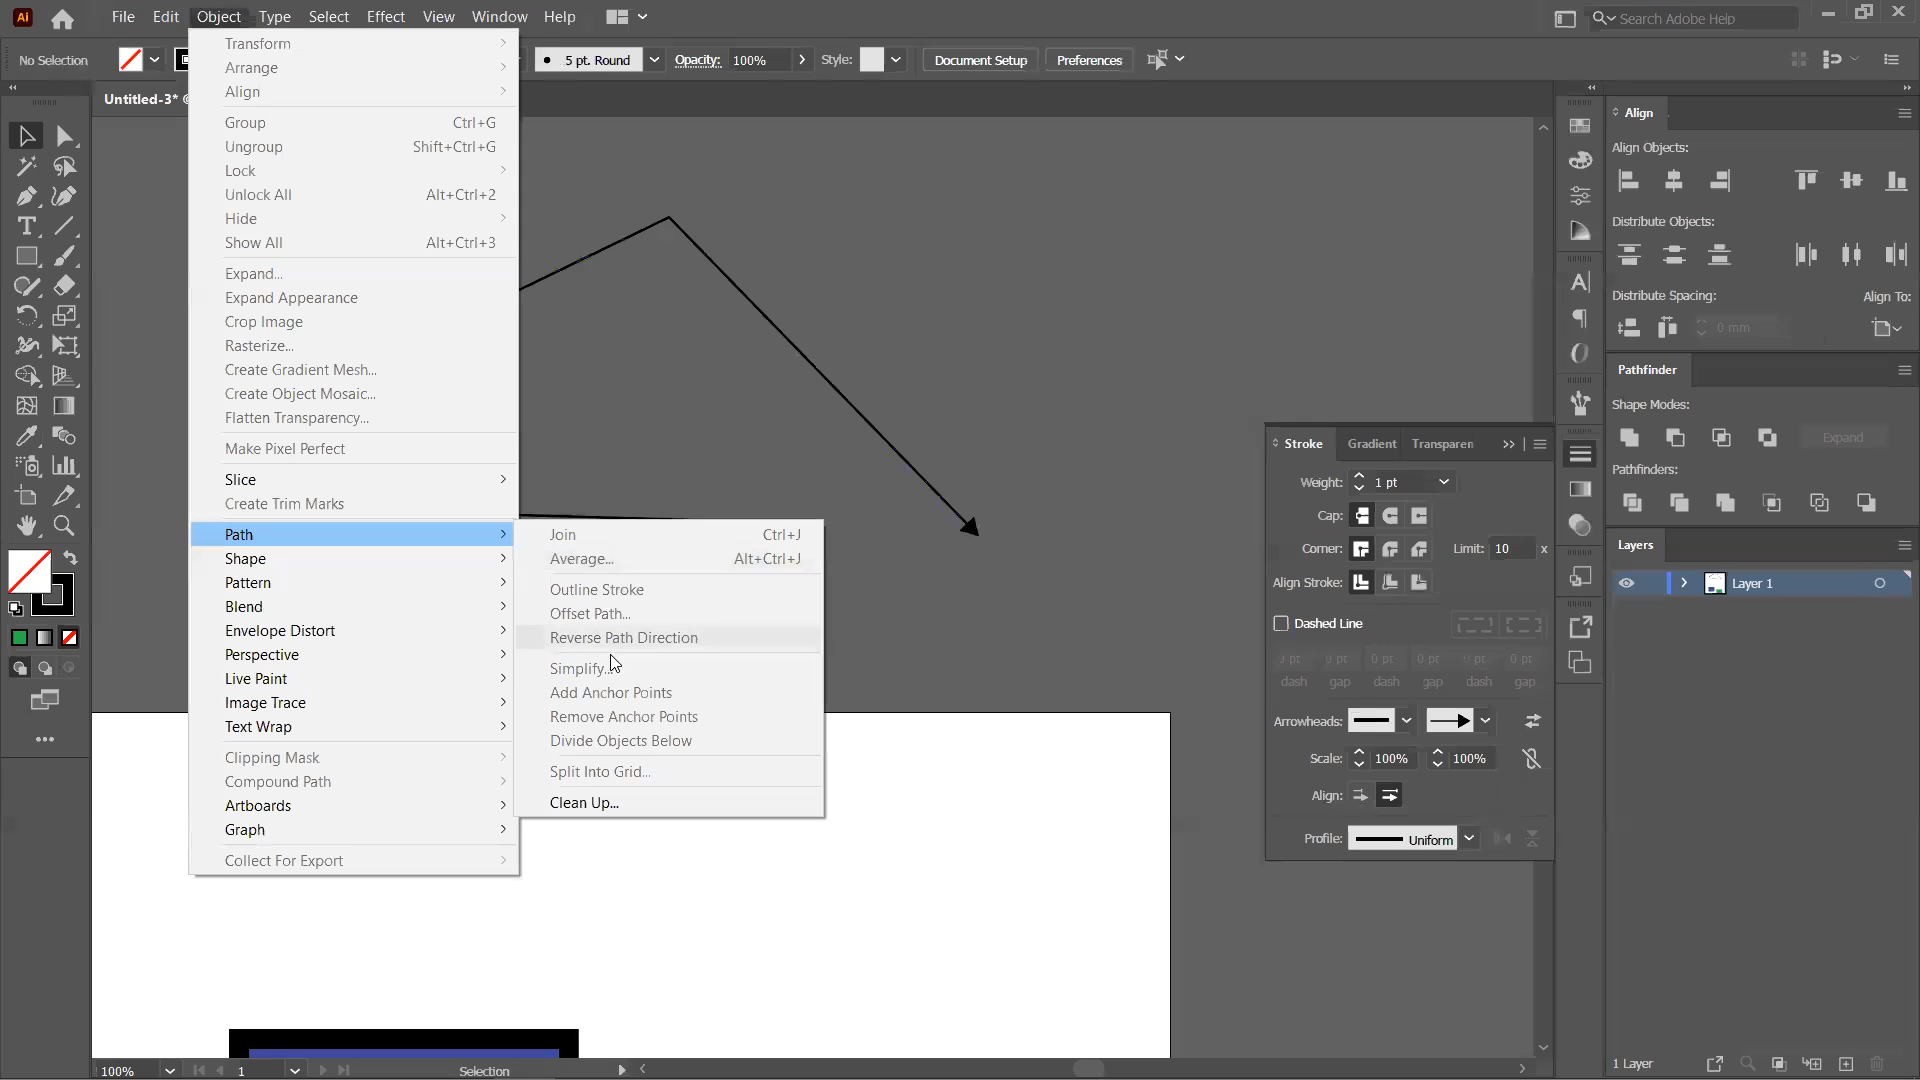 Ai
File Edit Object Type Select Effect View Window Help
Search Adobe Help
No Selection
5 pt. Round
Opacity: 100%
Style:
Document Setup
Preferences
Untitled-3*
Transform
Arrange
Align
Group Ctrl+G
Ungroup Shift+Ctrl+G
Lock
Unlock All Alt+Ctrl+2
Hide
Show All Alt+Ctrl+3
Expand...
Expand Appearance
Crop Image
Rasterize...
Create Gradient Mesh...
Create Object Mosaic...
Flatten Transparency...
Make Pixel Perfect
Slice
Create Trim Marks
Path
Shape
Pattern
Blend
Envelope Distort
Perspective
Live Paint
Image Trace
Text Wrap
Clipping Mask
Compound Path
Artboards
Graph
Collect For Export
Join Ctrl+J
Average... Alt+Ctrl+J
Outline Stroke
Offset Path...
Reverse Path Direction
Simplify...
Add Anchor Points
Remove Anchor Points
Divide Objects Below
Split Into Grid...
Clean Up...
Stroke Gradient Transparen
Weight: 1 pt
Cap:
Corner: Limit: 10 x
Align Stroke:
Dashed Line
0 pt 0 pt 0 pt 0 pt 0 pt 0 pt
dash gap dash gap dash gap
Arrowheads:
Scale: 100% 100%
Align:
Profile: Uniform
Align
Align Objects:
Distribute Objects:
Distribute Spacing: Align To:
0 mm
Pathfinder
Shape Modes:
Expand
Pathfinders:
Layers
Layer 1
1 Layer
100% 1 Selection